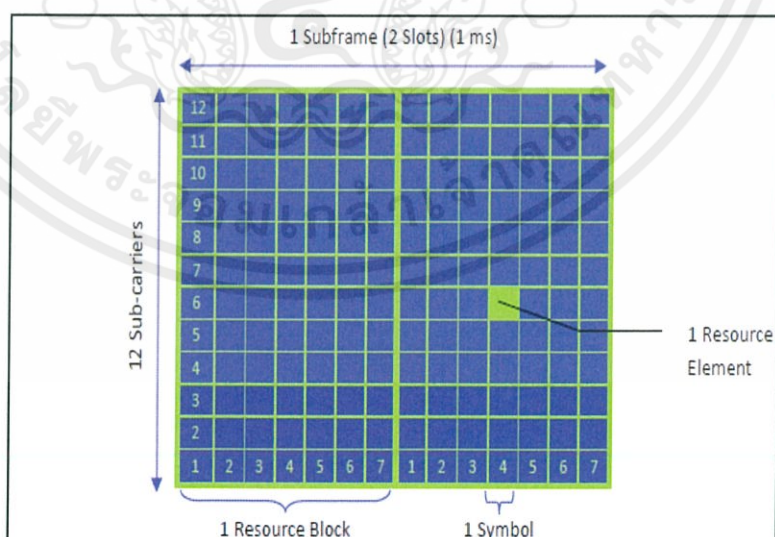 1 Subframe (2 Slots) (1 ms)
12 Sub-carriers
12
11
10
9
8
7
6
5
4
3
2
1 2 3 4 5 6 7 1 2 3 4 5 6 7
1 Resource
Element
1 Resource Block
1 Symbol